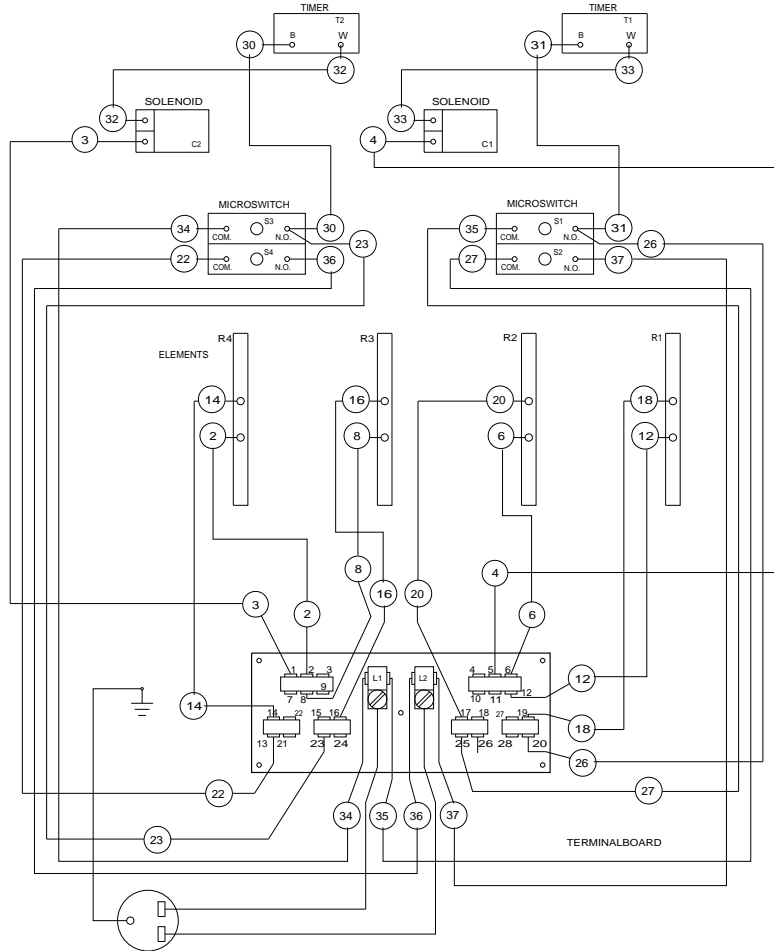 TIMER TIMER
T2 T1
30 B W 31 B W
32 33
SOLENOID SOLENOID
32 33
3 C2 4 C1
MICROSWITCH MICROSWITCH
34 COM. S3 N.O. 30 35 COM. S1 N.O. 31
23 26
22 COM. S4 N.O. 36 27 COM. S2 N.O. 37
R4 R3 R2 R1
ELEMENTS
14 16 20 18
2 8 6 12
8 4
16 20
3 2 6
1 2 3 L1 L2 4 5 6 12
7 8 9 10 11 12
14 14 22 15 16 17 18 27 19 18
13 21 23 24 25 26 28 20
26
22 27
34 35 36 37
23 TERMINALBOARD